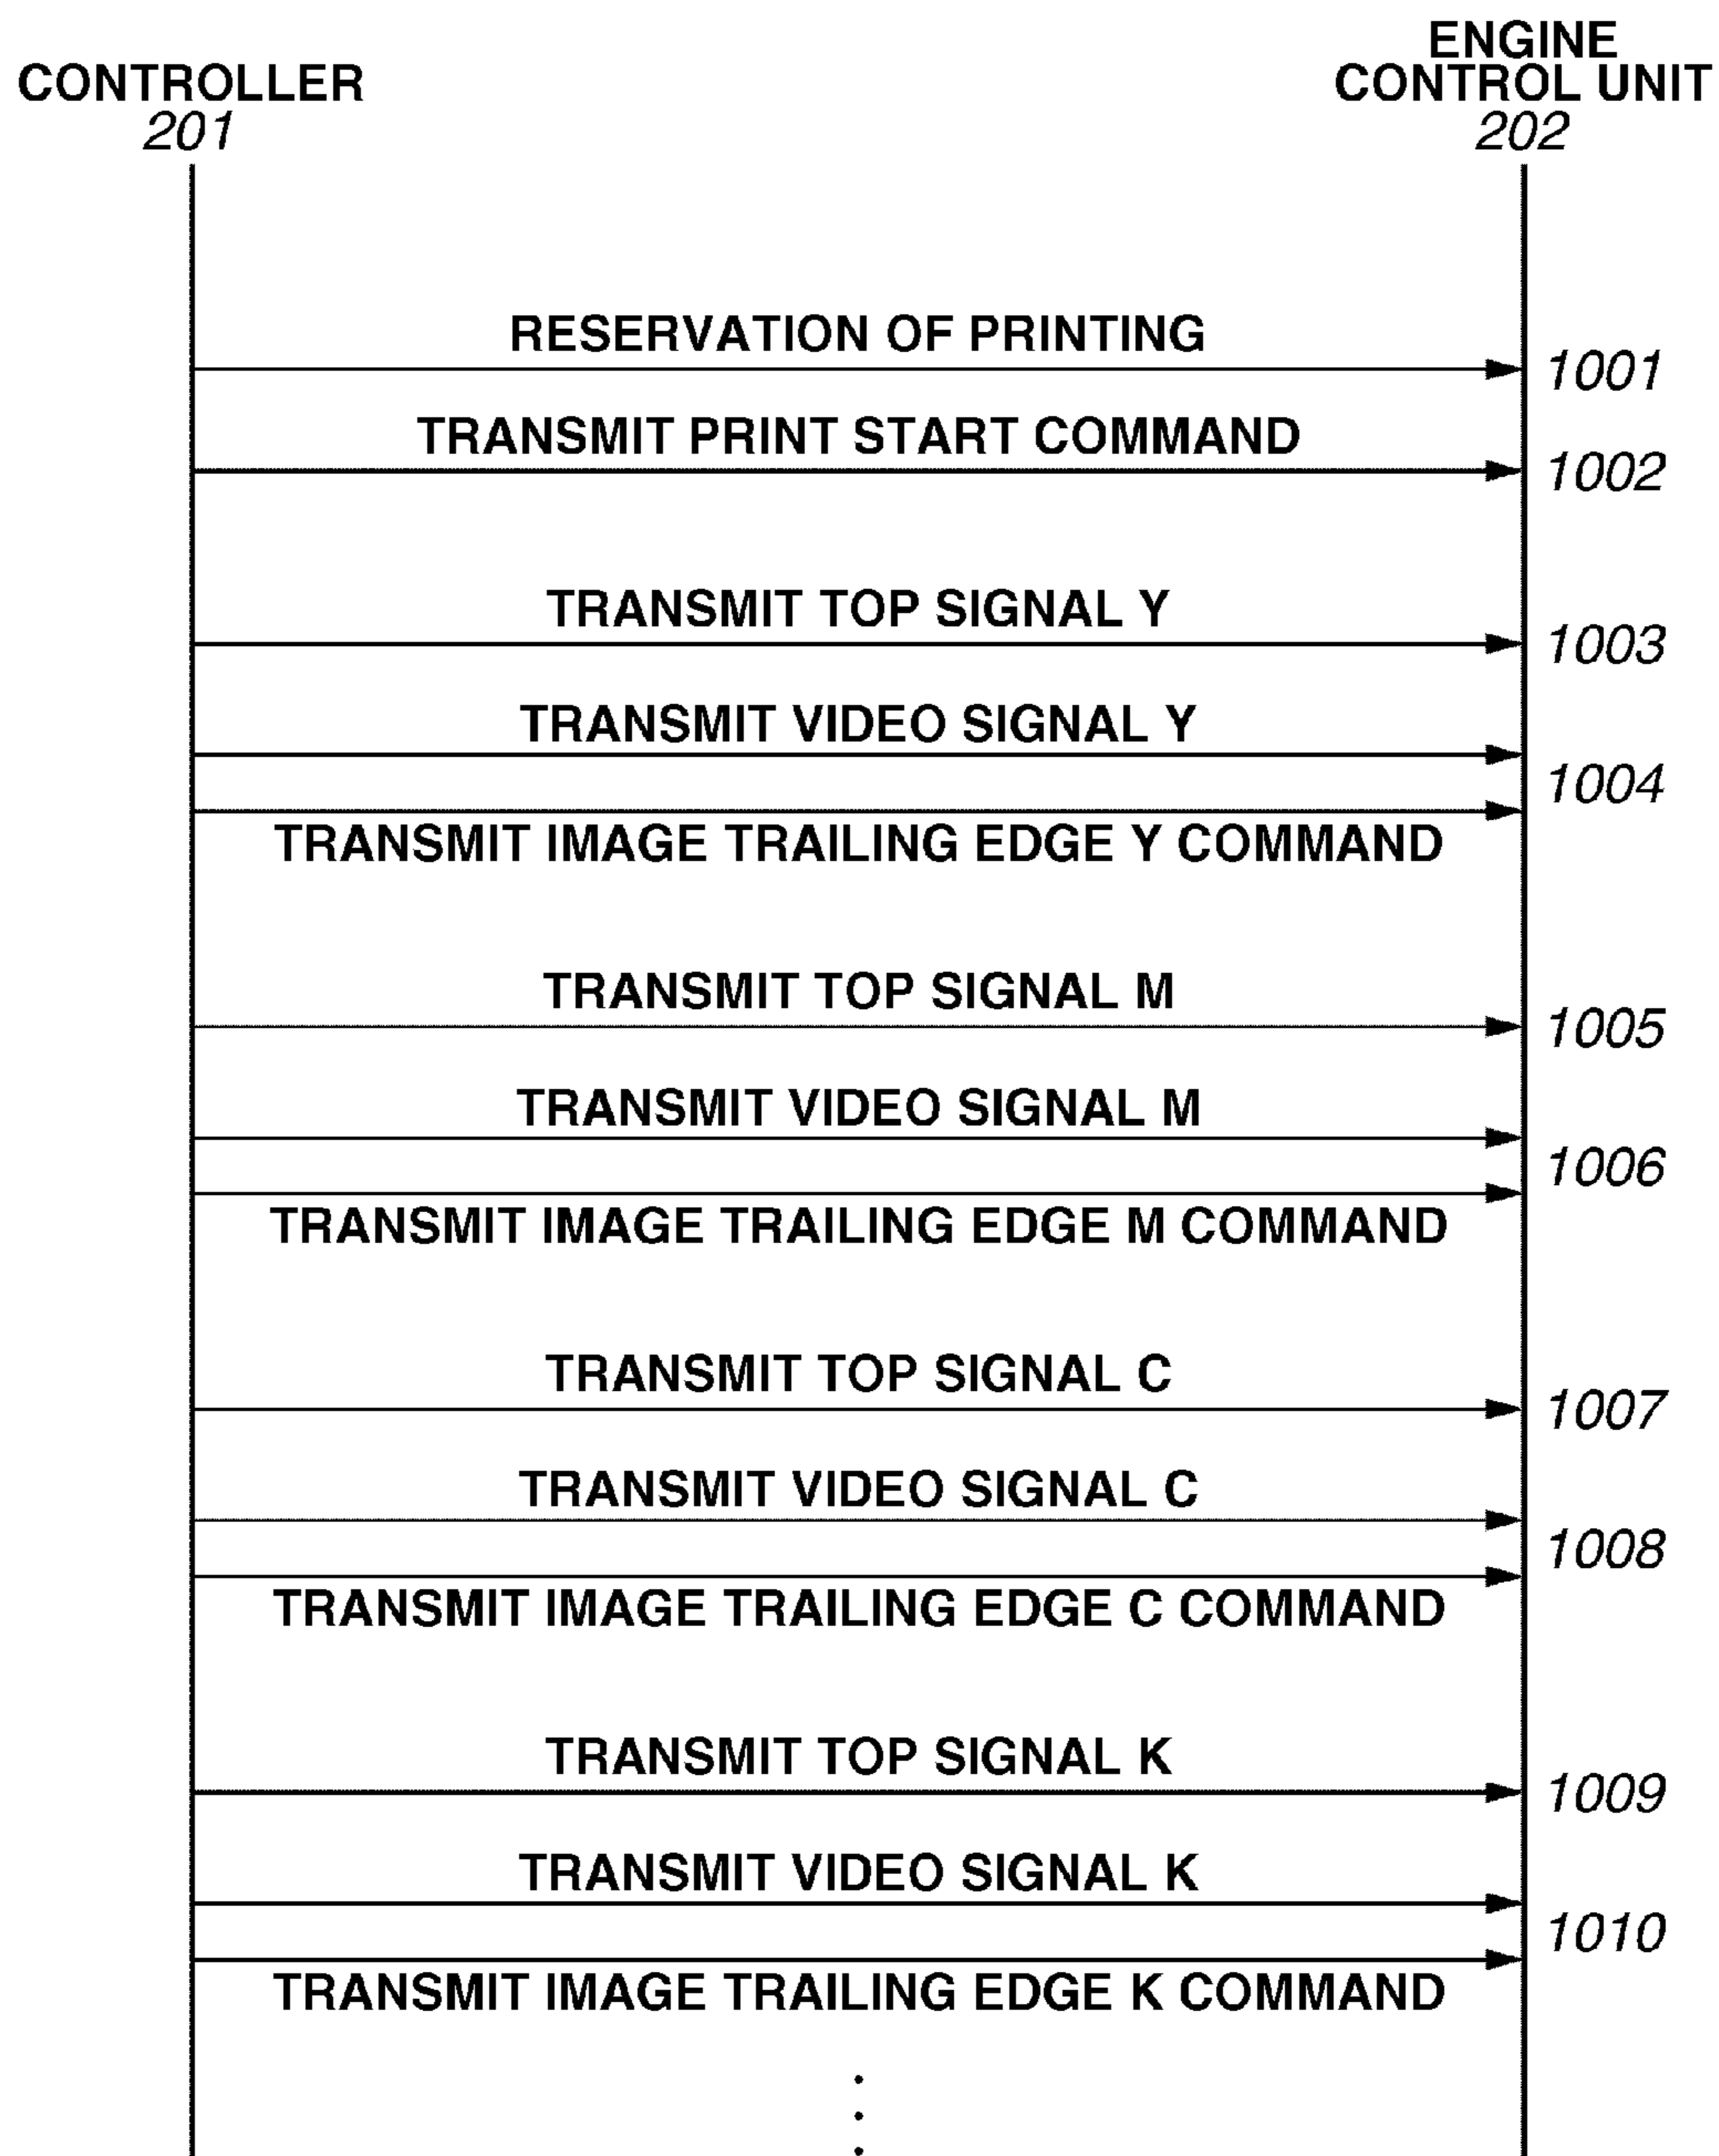 CONTROLLER
201
ENGINE
CONTROL UNIT
202
RESERVATION OF PRINTING
1001
TRANSMIT PRINT START COMMAND
1002
TRANSMIT TOP SIGNAL Y
1003
TRANSMIT VIDEO SIGNAL Y
1004
TRANSMIT IMAGE TRAILING EDGE Y COMMAND
TRANSMIT TOP SIGNAL M
1005
TRANSMIT VIDEO SIGNAL M
1006
TRANSMIT IMAGE TRAILING EDGE M COMMAND
TRANSMIT TOP SIGNAL C
1007
TRANSMIT VIDEO SIGNAL C
1008
TRANSMIT IMAGE TRAILING EDGE C COMMAND
TRANSMIT TOP SIGNAL K
1009
TRANSMIT VIDEO SIGNAL K
1010
TRANSMIT IMAGE TRAILING EDGE K COMMAND